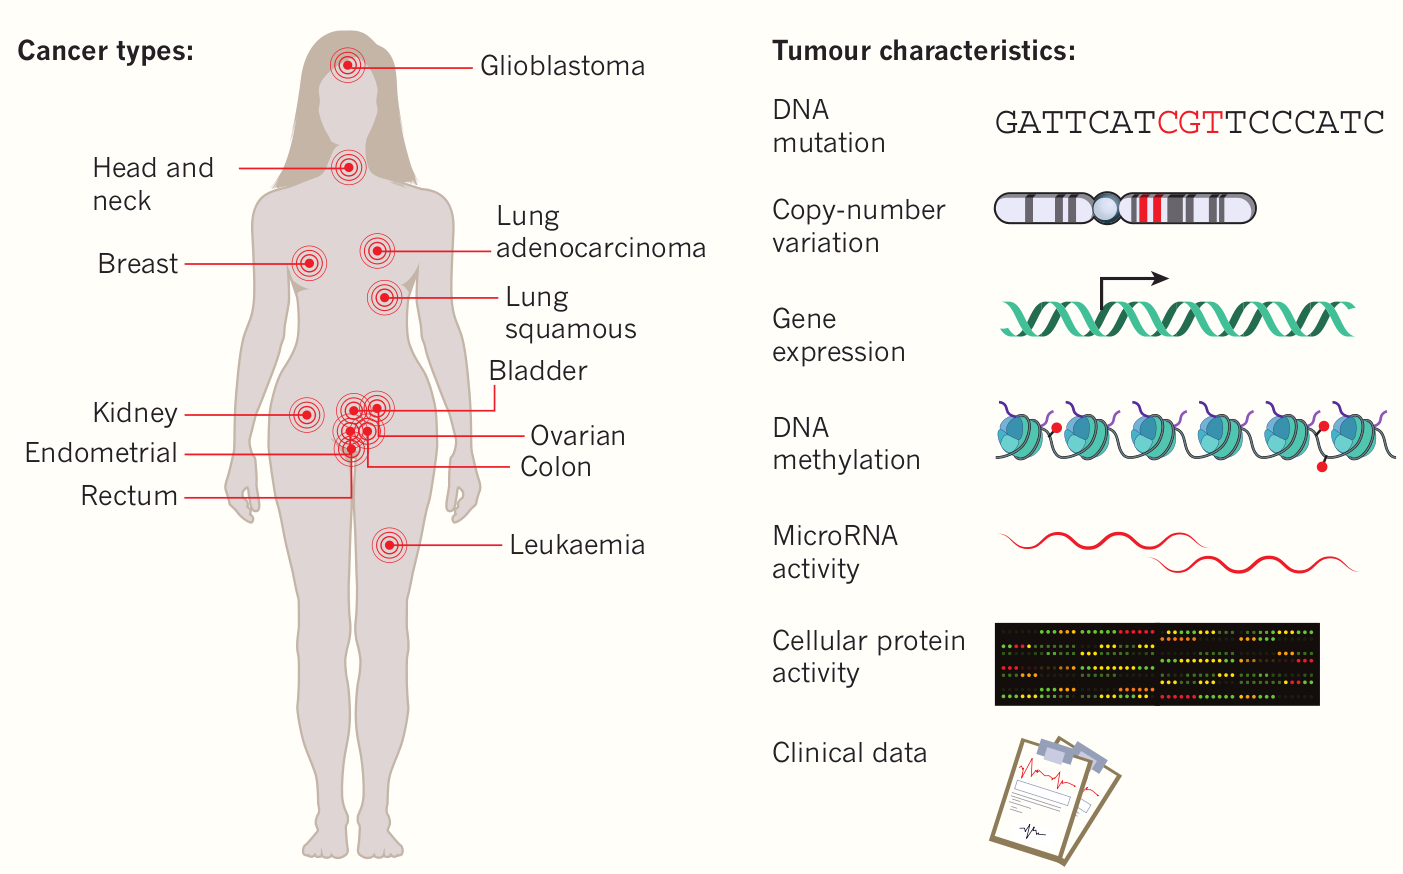 Cancer types:
Glioblastoma
Head and
neck
Lung
adenocarcinoma
Breast
Lung
squamous
Bladder
Kidney
Ovarian
Endometrial
Colon
Rectum
Leukaemia
Tumour characteristics:
DNA
mutation
GATTCATCGTTCCCATC
Copy-number
variation
Gene
expression
DNA
methylation
MicroRNA
activity
Cellular protein
activity
Clinical data